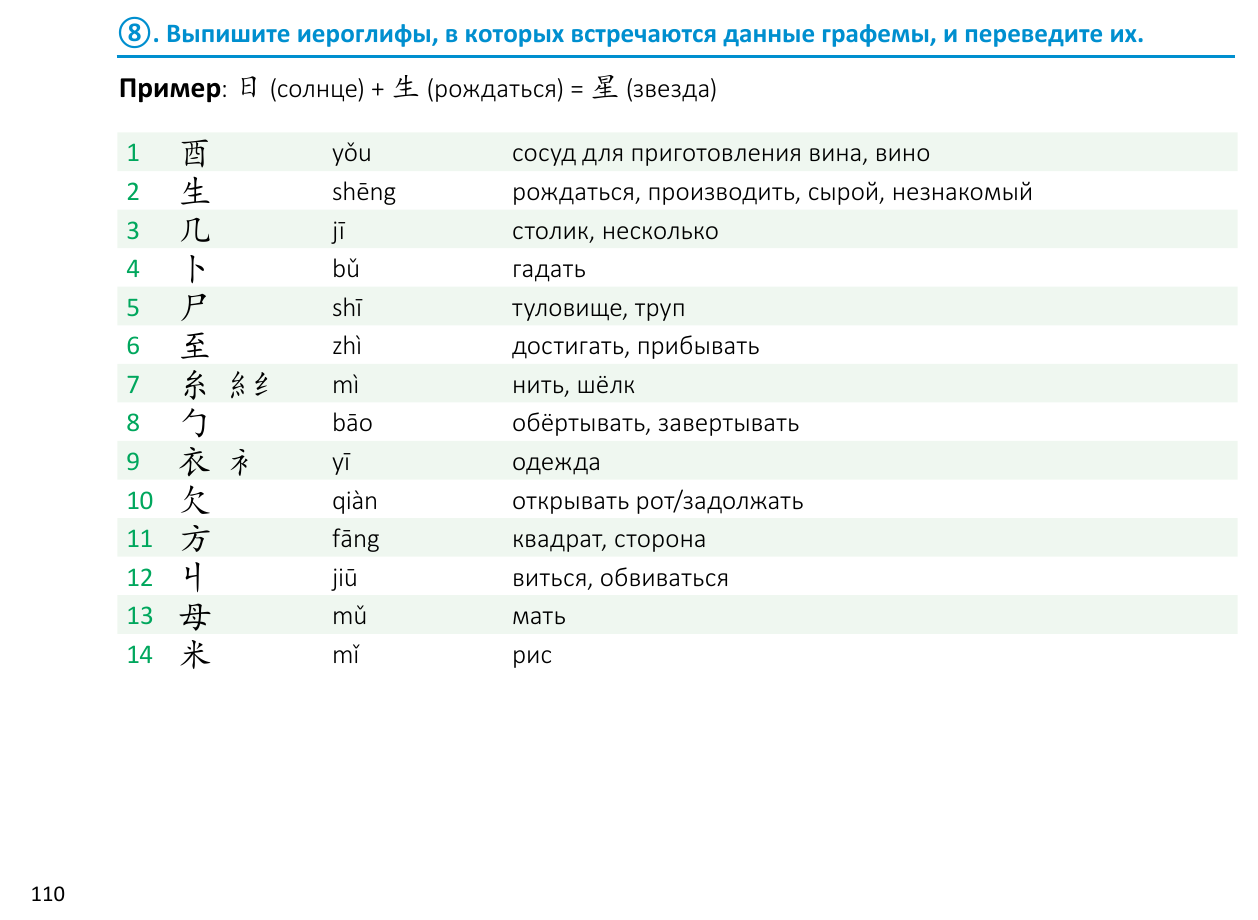 ⑧. Выпишите иероглифы, в которых встречаются данные графемы, и переведите их.
Пример: 日 (солнце) + 生 (рождаться) = 星 (звезда)
1 酉 yǒu сосуд для приготовления вина, вино
2 生 shēng рождаться, производить, сырой, незнакомый
3 几 jī столик, несколько
4 卜 bǔ гадать
5 尸 shī туловище, труп
6 至 zhì достигать, прибывать
7 糸 糹纟 mì нить, шёлк
8 勹 bāo обёртывать, завертывать
9 衣 衤 yī одежда
10 欠 qiàn открывать рот/задолжать
11 方 fāng квадрат, сторона
12 丩 jiū виться, обвиваться
13 母 mǔ мать
14 米 mǐ рис
110